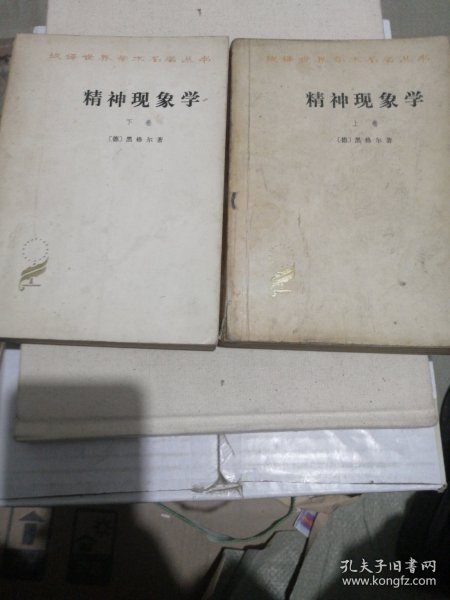 汉译世界学术名著丛书
精神现象学
下卷
〔德〕黑格尔著
汉译世界学术名著丛书
精神现象学
上卷
〔德〕黑格尔著
孔夫子旧书网
www.kongfz.com